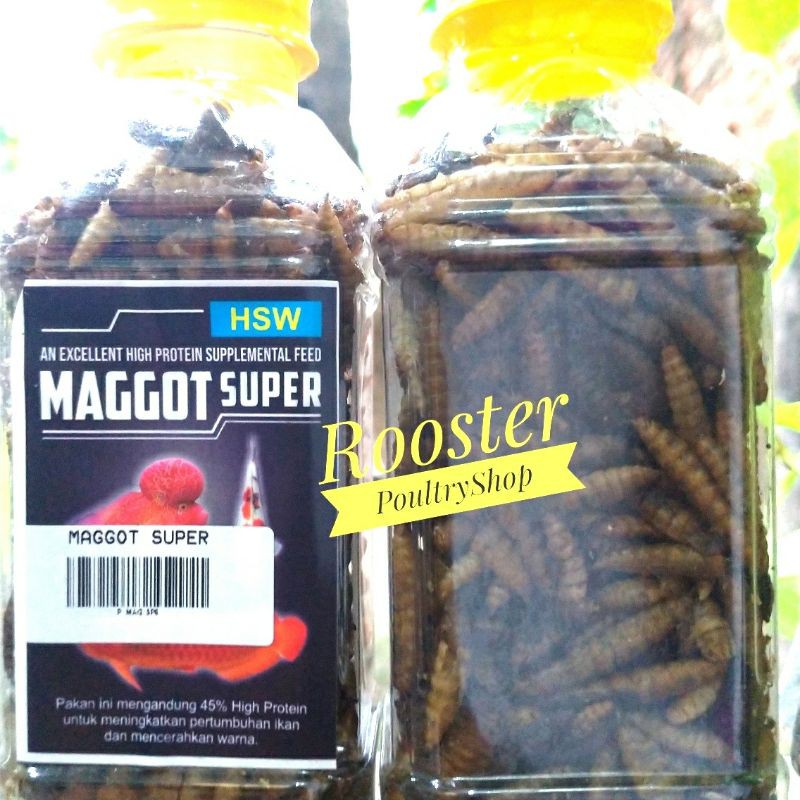 HSW
AN EXCELLENT HIGH PROTEIN SUPPLEMENTAL FEED
MAGGOT SUPER
MAGGOT SUPER
P MAG SPR
Pakan ini mengandung 45% High Protein
untuk meningkatkan pertumbuhan ikan
dan mencerahkan warna.
Rooster
PoultryShop